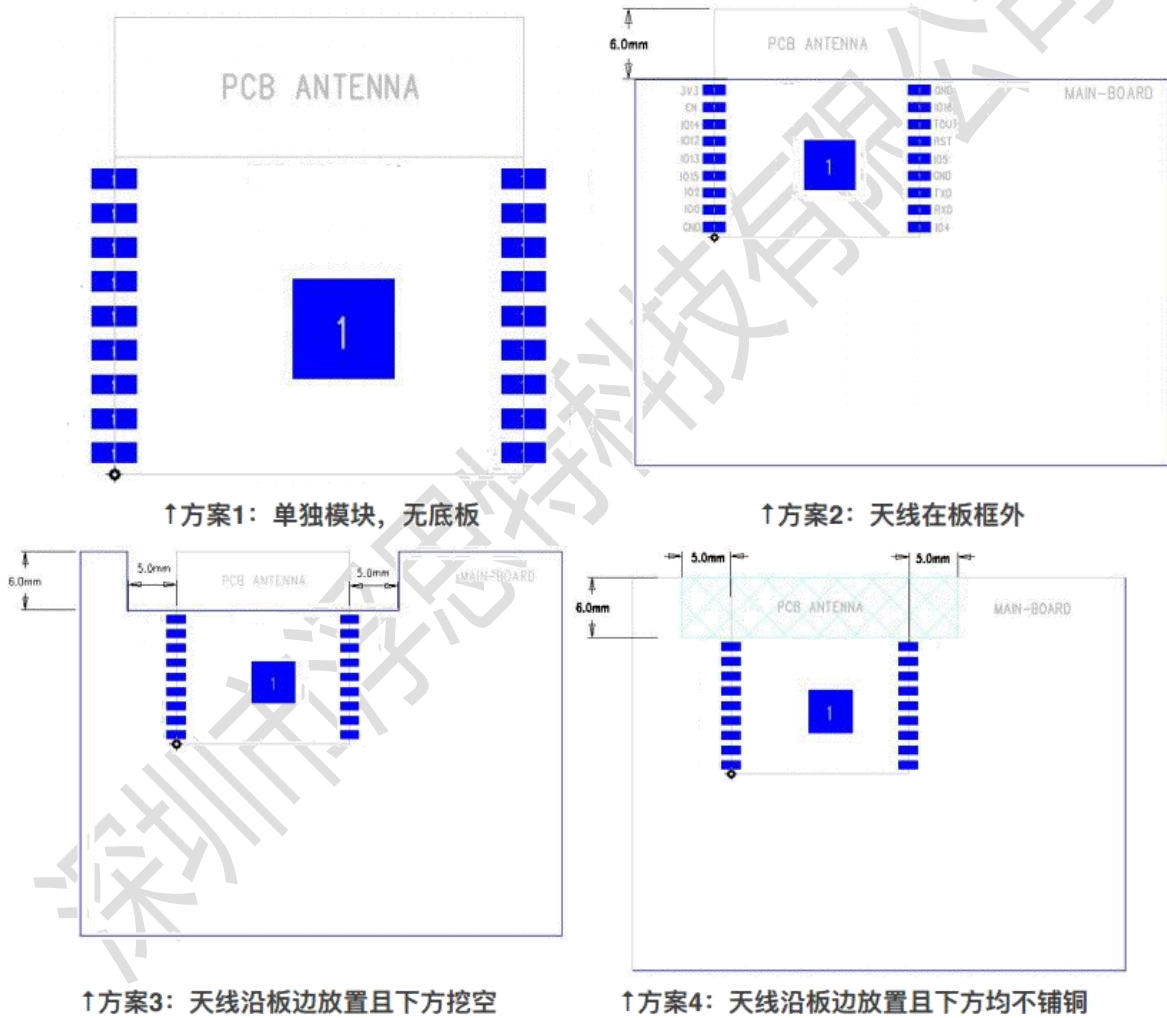 PCB ANTENNA
↑方案1：单独模块，无底板
6.0mm
PCB ANTENNA
MAIN-BOARD
3V3
EN
IO14
IO12
IO13
IO15
IO2
IO0
GND
GND
IO16
TOUT
RST
IO5
GND
TXD
RXD
IO4
1
↑方案2：天线在板框外
6.0mm
5.0mm
PCB ANTENNA
5.0mm
MAIN-BOARD
1
↑方案3：天线沿板边放置且下方挖空
5.0mm
5.0mm
6.0mm
PCB ANTENNA
MAIN-BOARD
1
↑方案4：天线沿板边放置且下方均不铺铜
1
深圳市浮思特科技有限公司